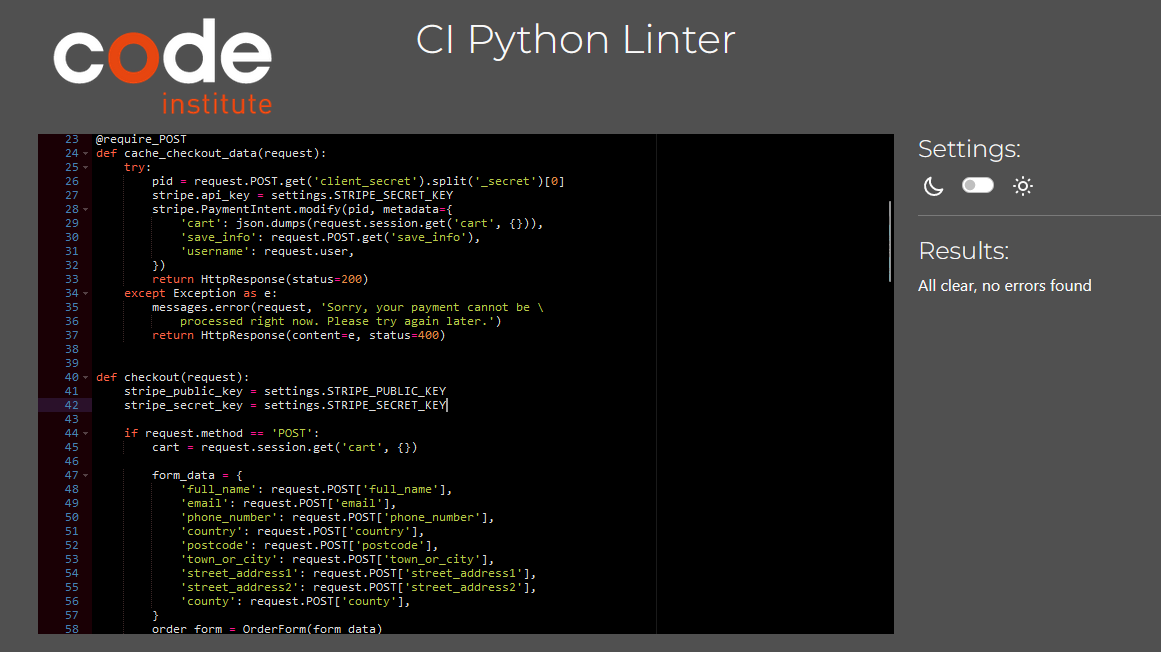 code
institute
CI Python Linter
23 @require_POST
24 def cache_checkout_data(request):
25     try:
26         pid = request.POST.get('client_secret').split('_secret')[0]
27         stripe.api_key = settings.STRIPE_SECRET_KEY
28         stripe.PaymentIntent.modify(pid, metadata={
29             'cart': json.dumps(request.session.get('cart', {})),
30             'save_info': request.POST.get('save_info'),
31             'username': request.user,
32         })
33         return HttpResponse(status=200)
34     except Exception as e:
35         messages.error(request, 'Sorry, your payment cannot be \
36             processed right now. Please try again later.')
37         return HttpResponse(content=e, status=400)
38
39
40 def checkout(request):
41     stripe_public_key = settings.STRIPE_PUBLIC_KEY
42     stripe_secret_key = settings.STRIPE_SECRET_KEY
43
44     if request.method == 'POST':
45         cart = request.session.get('cart', {})
46
47         form_data = {
48             'full_name': request.POST['full_name'],
49             'email': request.POST['email'],
50             'phone_number': request.POST['phone_number'],
51             'country': request.POST['country'],
52             'postcode': request.POST['postcode'],
53             'town_or_city': request.POST['town_or_city'],
54             'street_address1': request.POST['street_address1'],
55             'street_address2': request.POST['street_address2'],
56             'county': request.POST['county'],
57         }
58         order_form = OrderForm(form_data)
Settings:
Results:
All clear, no errors found